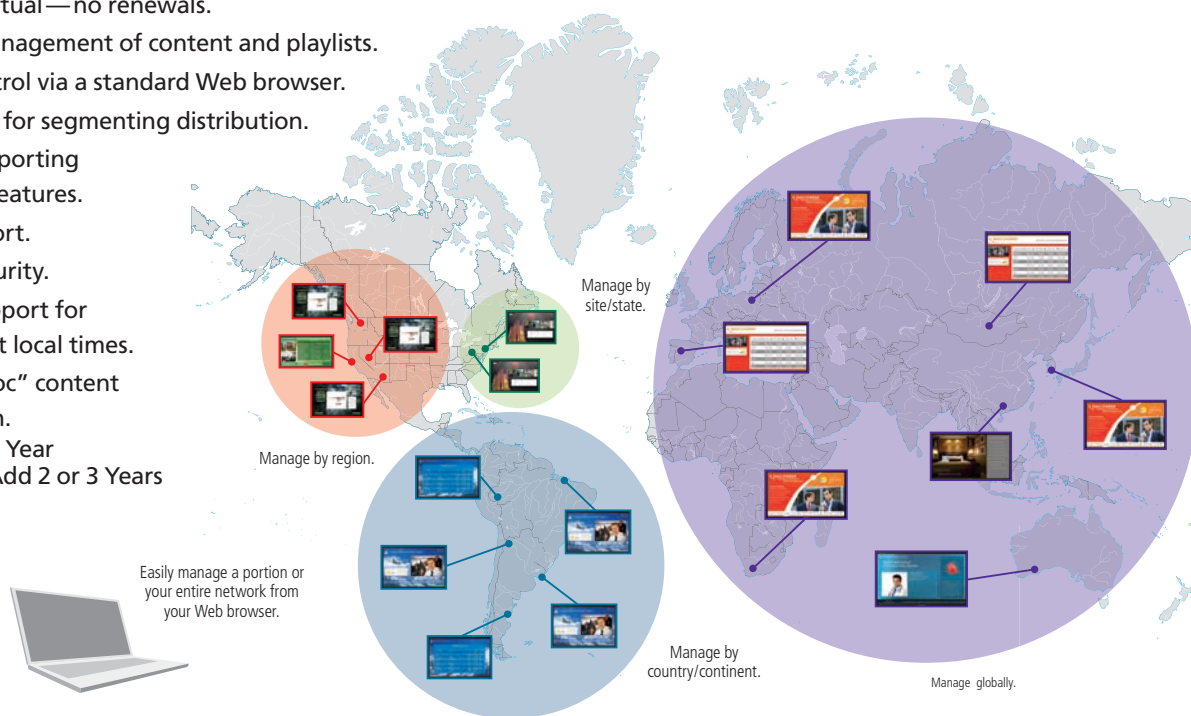 tual—no renewals.
nagement of content and playlists.
trol via a standard Web browser.
for segmenting distribution.
porting
eatures.
ort.
urity.
port for
t local times.
oc” content
n.
Year
Add 2 or 3 Years
Manage by
site/state.
Manage by region.
Easily manage a portion or
your entire network from
your Web browser.
Manage by
country/continent.
Manage globally.